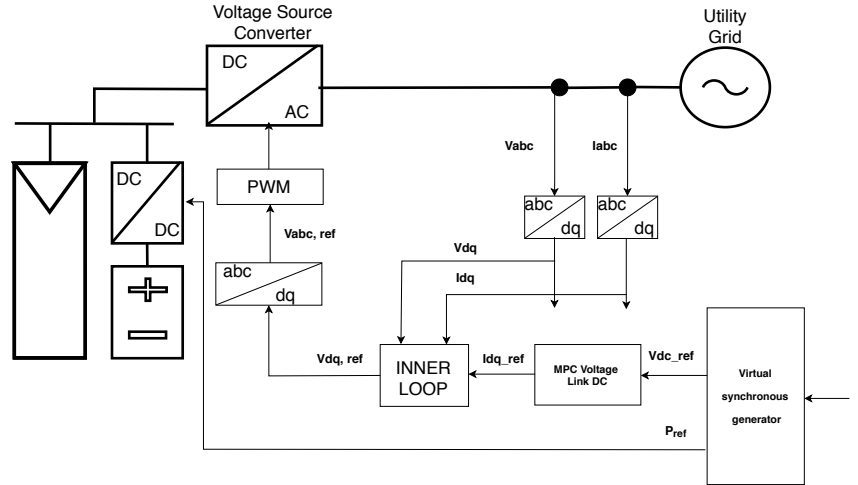 Voltage Source
Converter
Utility
Grid
DC
AC
DC
DC
PWM
Vabc, ref
abc
dq
Vabc
Iabc
abc
dq
abc
dq
Vdq
Idq
Vdq, ref
INNER
LOOP
Idq_ref
MPC Voltage
Link DC
Vdc_ref
Virtual
synchronous
generator
Pref